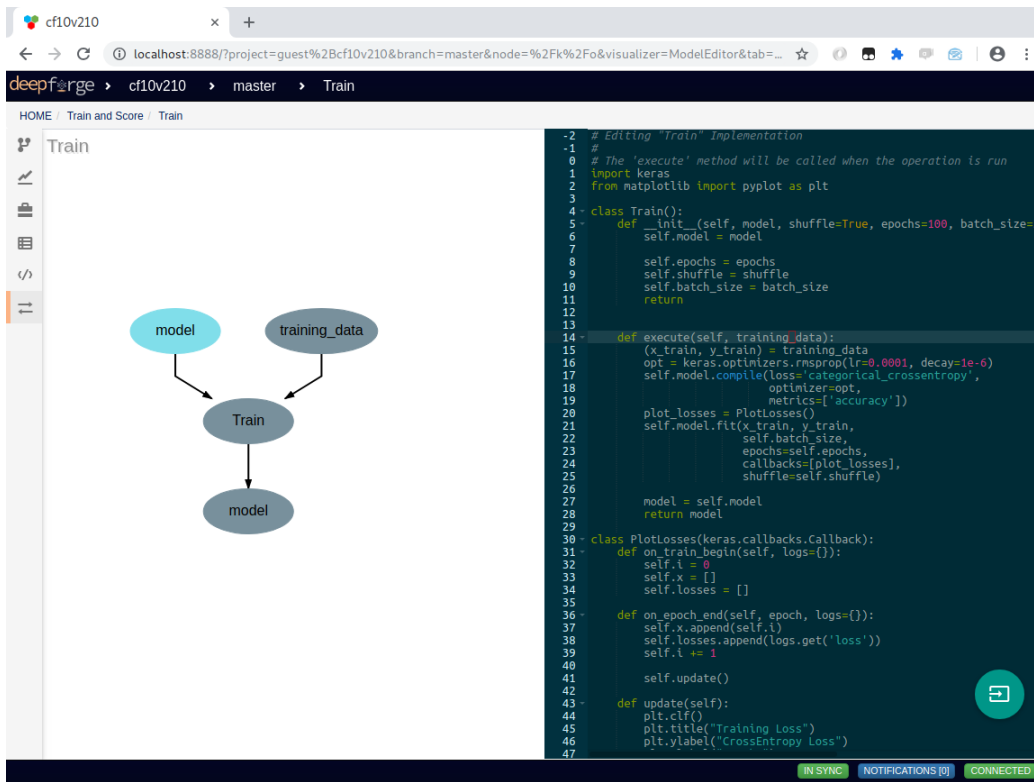 cf10v210
localhost:8888/?project=guest%2Bcf10v210&branch=master&node=%2Fk%2Fo&visualizer=ModelEditor&tab=...
deepforge > cf10v210 > master > Train
HOME / Train and Score / Train
Train
model
training_data
Train
model
-2 # Editing "Train" Implementation
-1 #
0 # The 'execute' method will be called when the operation is run
1 import keras
2 from matplotlib import pyplot as plt
3
4 class Train():
5 def __init__(self, model, shuffle=True, epochs=100, batch_size=
6 self.model = model
7
8 self.epochs = epochs
9 self.shuffle = shuffle
10 self.batch_size = batch_size
11 return
12
13
14 def execute(self, training_data):
15 (x_train, y_train) = training_data
16 opt = keras.optimizers.rmsprop(lr=0.0001, decay=1e-6)
17 self.model.compile(loss='categorical_crossentropy',
18 optimizer=opt,
19 metrics=['accuracy'])
20 plot_losses = PlotLosses()
21 self.model.fit(x_train, y_train,
22 self.batch_size,
23 epochs=self.epochs,
24 callbacks=[plot_losses],
25 shuffle=self.shuffle)
26
27 model = self.model
28 return model
29
30 class PlotLosses(keras.callbacks.Callback):
31 def on_train_begin(self, logs={}):
32 self.i = 0
33 self.x = []
34 self.losses = []
35
36 def on_epoch_end(self, epoch, logs={}):
37 self.x.append(self.i)
38 self.losses.append(logs.get('loss'))
39 self.i += 1
40
41 self.update()
42
43 def update(self):
44 plt.clf()
45 plt.title("Training Loss")
46 plt.ylabel("CrossEntropy Loss")
47
IN SYNC NOTIFICATIONS [0] CONNECTED